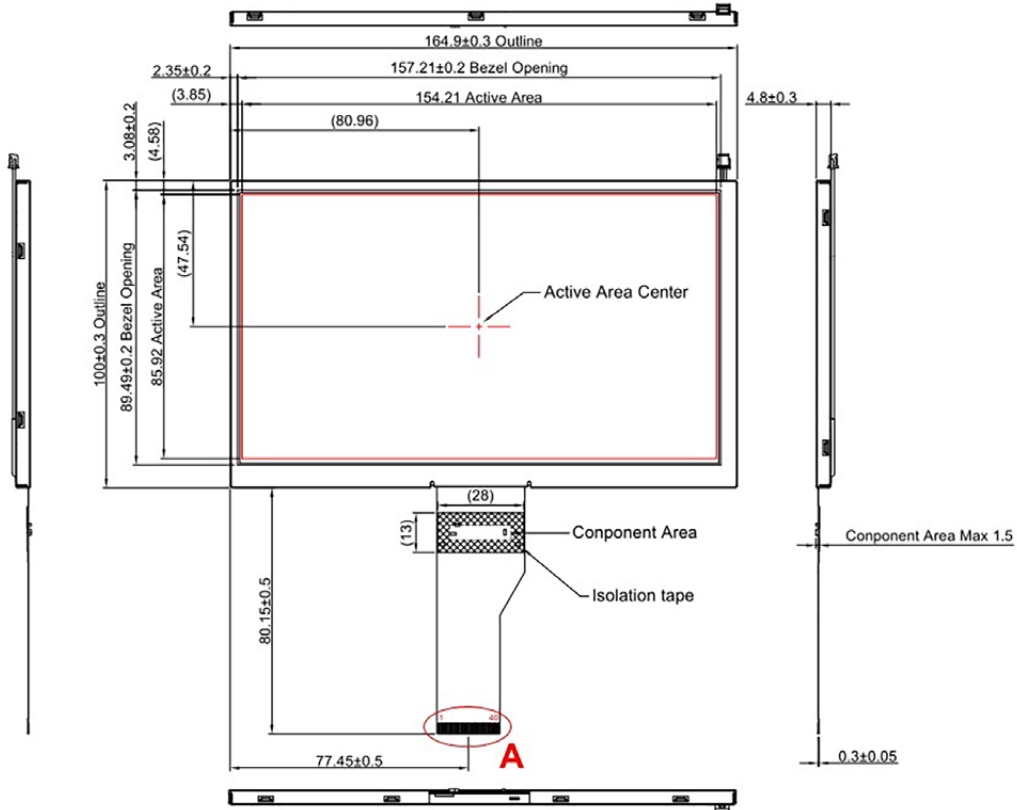 164.9±0.3 Outline
2.35±0.2
157.21±0.2 Bezel Opening
(3.85)
154.21 Active Area
4.8±0.3
(80.96)
3.08±0.2
(4.58)
100±0.3 Outline
89.49±0.2 Bezel Opening
85.92 Active Area
(47.54)
Active Area Center
(28)
(13)
Conponent Area
Conponent Area Max 1.5
Isolation tape
80.15±0.5
1
40
A
77.45±0.5
0.3±0.05